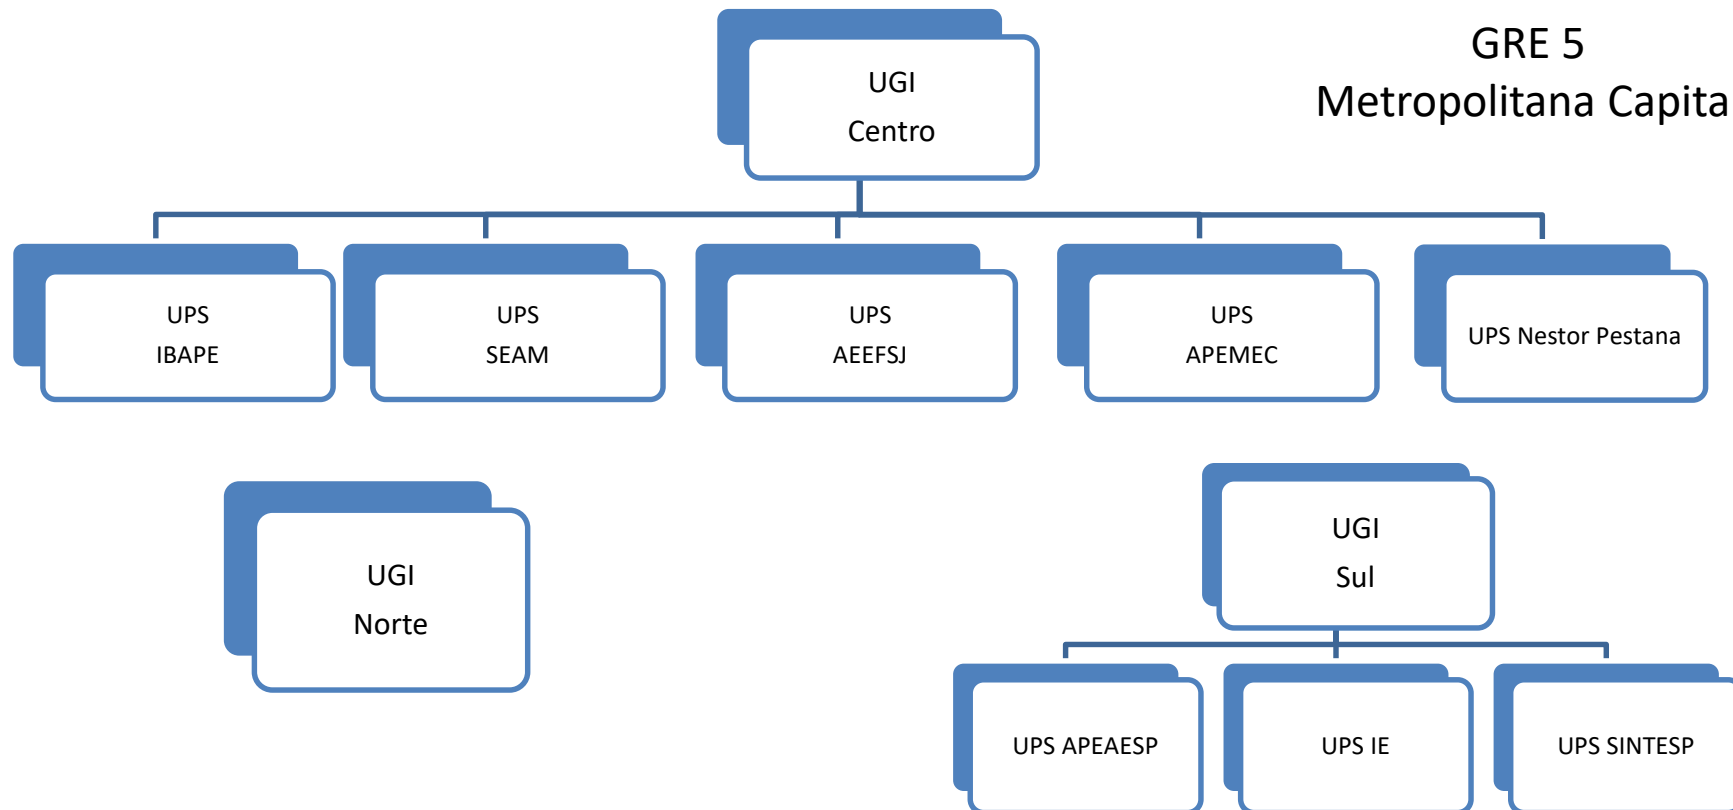 GRE 5
Metropolitana Capita
UGI
Centro
UPS
IBAPE
UPS
SEAM
UPS
AEEFSJ
UPS
APEMEC
UPS Nestor Pestana
UGI
Norte
UGI
Sul
UPS APEAESP
UPS IE
UPS SINTESP